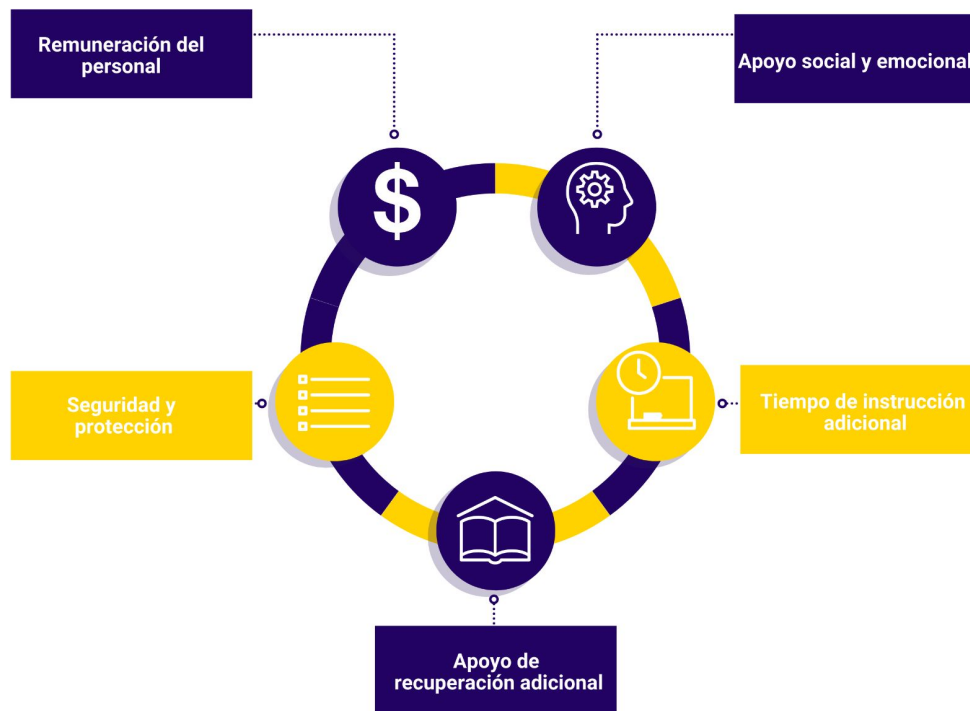 Remuneración del
personal
Apoyo social y emocional
Seguridad y
protección
Tiempo de instrucción
adicional
Apoyo de
recuperación adicional
$